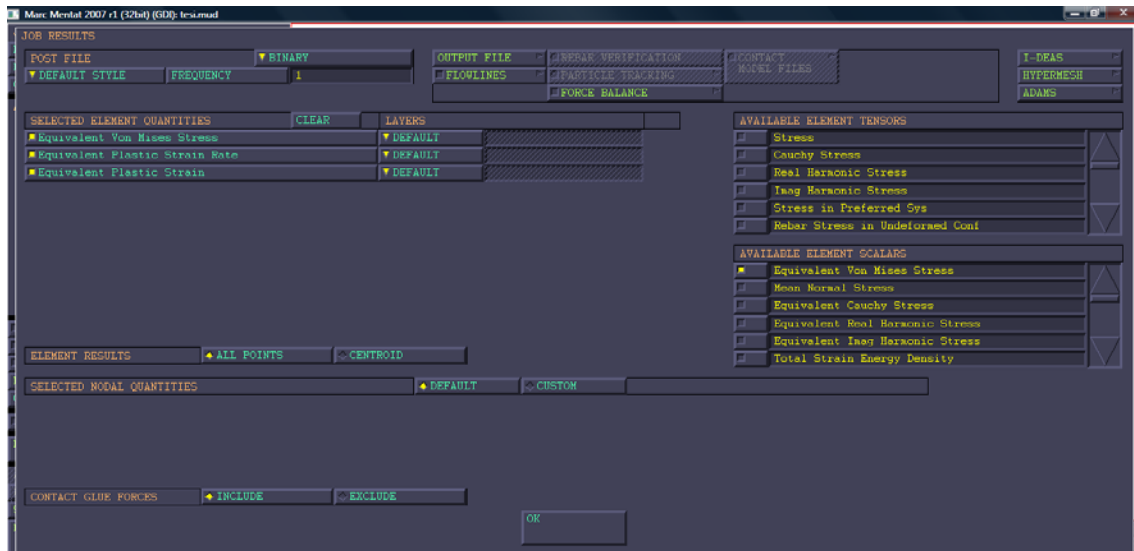 Marc Mentat 2007 r1 (32bit) (GDI): tesi.mud
JOB RESULTS
POST FILE BINARY OUTPUT FILE REBAR VERIFICATION CONTACT MODEL FILES I-DEAS
DEFAULT STYLE FREQUENCY 1 FLOWLINES PARTICLE TRACKING HYPERMESH
FORCE BALANCE ADAMS
SELECTED ELEMENT QUANTITIES CLEAR LAYERS
Equivalent Von Mises Stress DEFAULT
Equivalent Plastic Strain Rate DEFAULT
Equivalent Plastic Strain DEFAULT
AVAILABLE ELEMENT TENSORS
Stress
Cauchy Stress
Real Harmonic Stress
Imag Harmonic Stress
Stress in Preferred Sys
Rebar Stress in Undeformed Conf
AVAILABLE ELEMENT SCALARS
Equivalent Von Mises Stress
Mean Normal Stress
Equivalent Cauchy Stress
Equivalent Real Harmonic Stress
Equivalent Imag Harmonic Stress
Total Strain Energy Density
ELEMENT RESULTS ALL POINTS CENTROID
SELECTED NODAL QUANTITIES DEFAULT CUSTOM
CONTACT GLUE FORCES INCLUDE EXCLUDE
OK